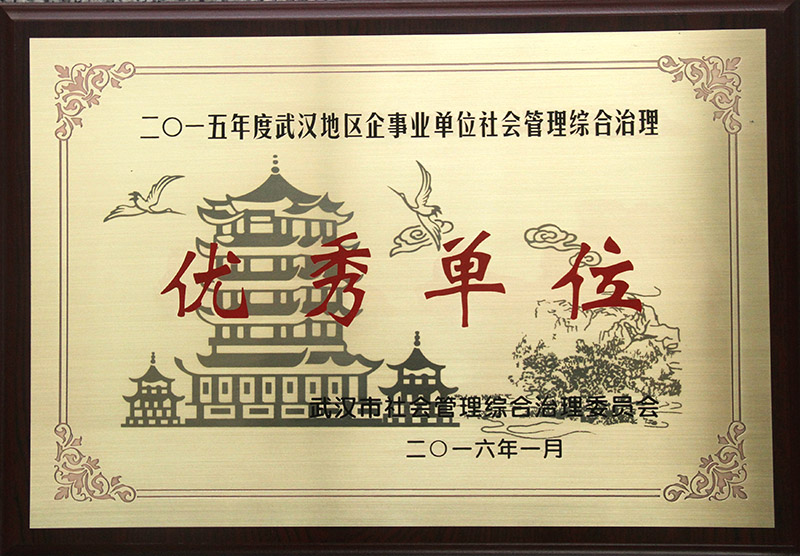 二〇一五年度武汉地区企事业单位社会管理综合治理
优秀单位
武汉市社会管理综合治理委员会
二〇一六年一月